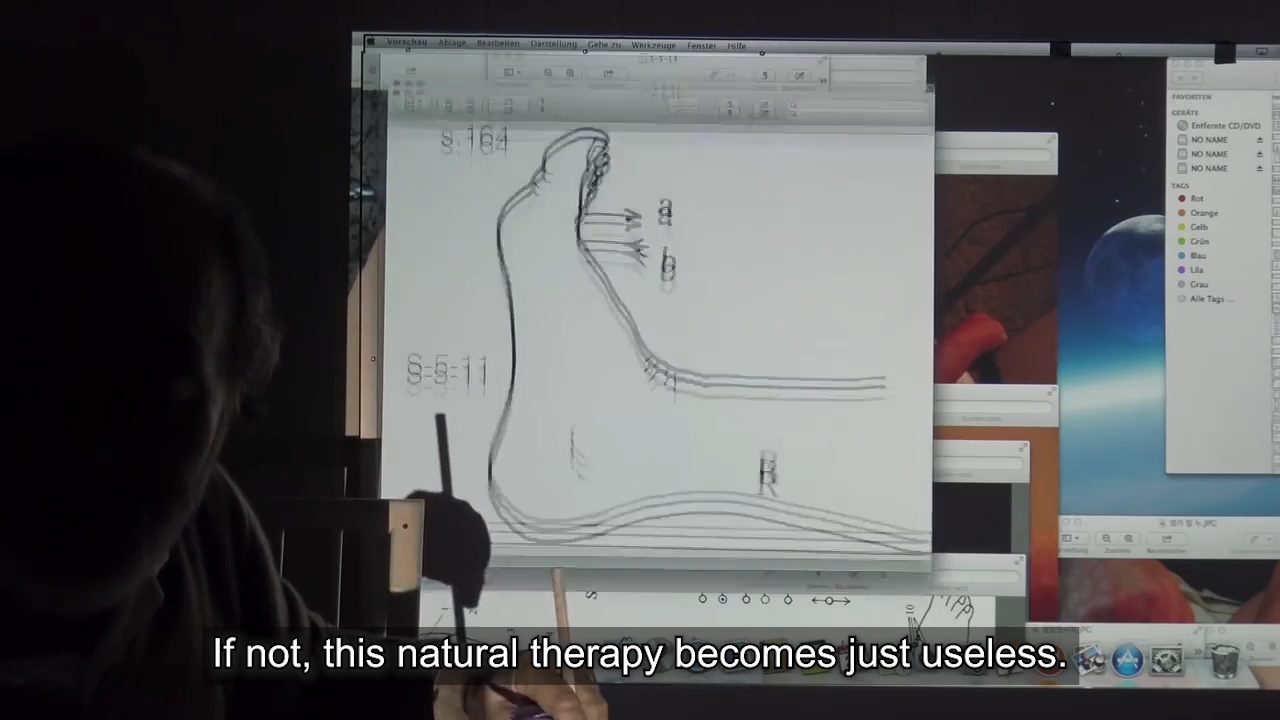 Vorschau Ablage Bearbeiten Darstellung Gehe zu Werkzeuge Fenster Hilfe
S-5-11
S:164
a
b
S-5-11
R
FAVORITEN
GERÄTE
Entfernte CD/DVD
NO NAME
NO NAME
NO NAME
TAGS
Rot
Orange
Gelb
Grün
Blau
Lila
Grau
Alle Tags ...
If not, this natural therapy becomes just useless.